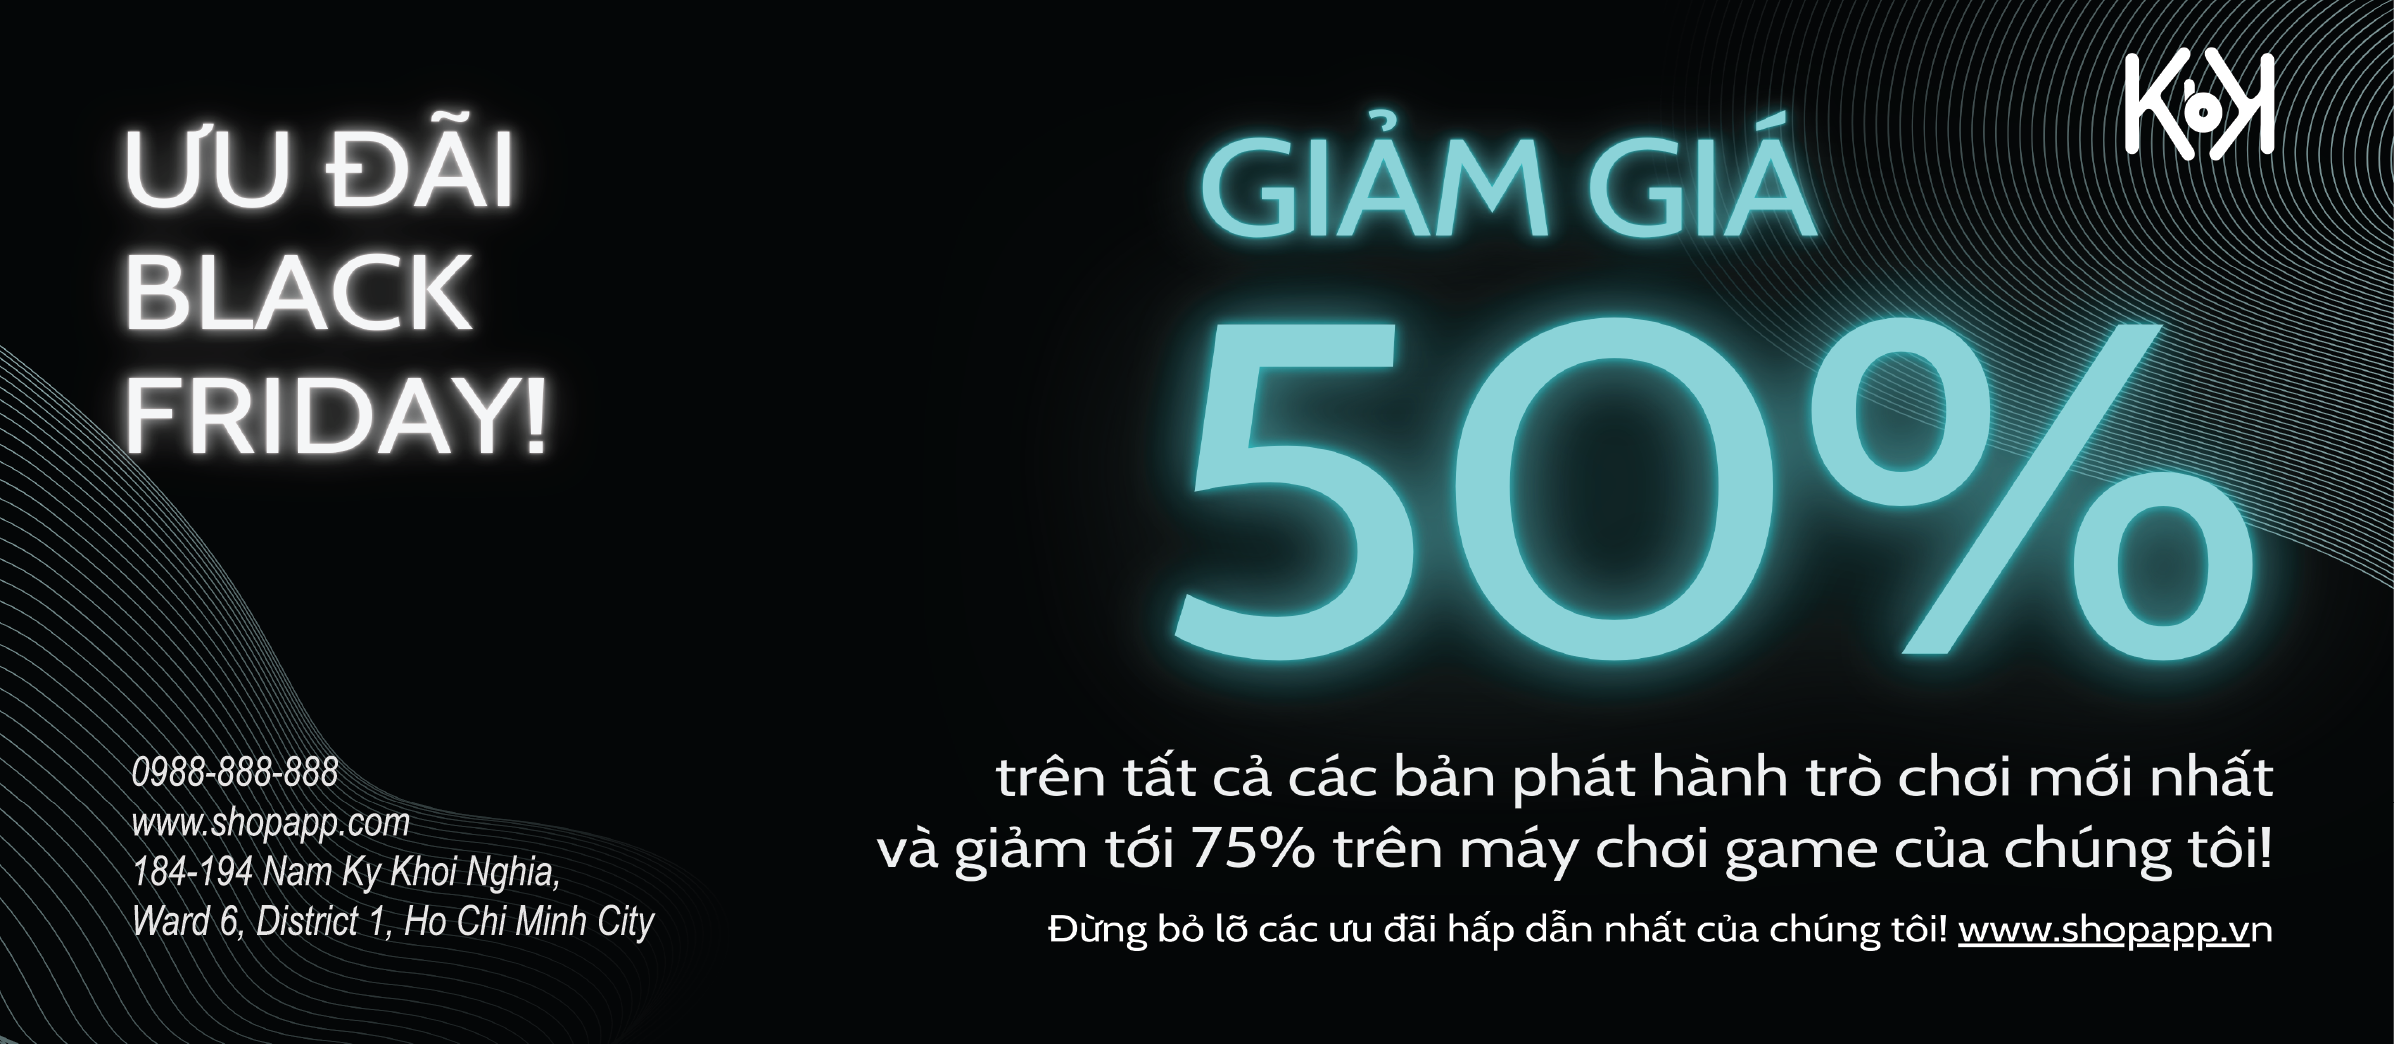 ƯU ĐÃI
BLACK
FRIDAY!
0988-888-888
www.shopapp.com
184-194 Nam Ky Khoi Nghia,
Ward 6, District 1, Ho Chi Minh City
KbK
GIẢM GIÁ
50%
trên tất cả các bản phát hành trò chơi mới nhất
và giảm tới 75% trên máy chơi game của chúng tôi!
Đừng bỏ lỡ các ưu đãi hấp dẫn nhất của chúng tôi! www.shopapp.vn